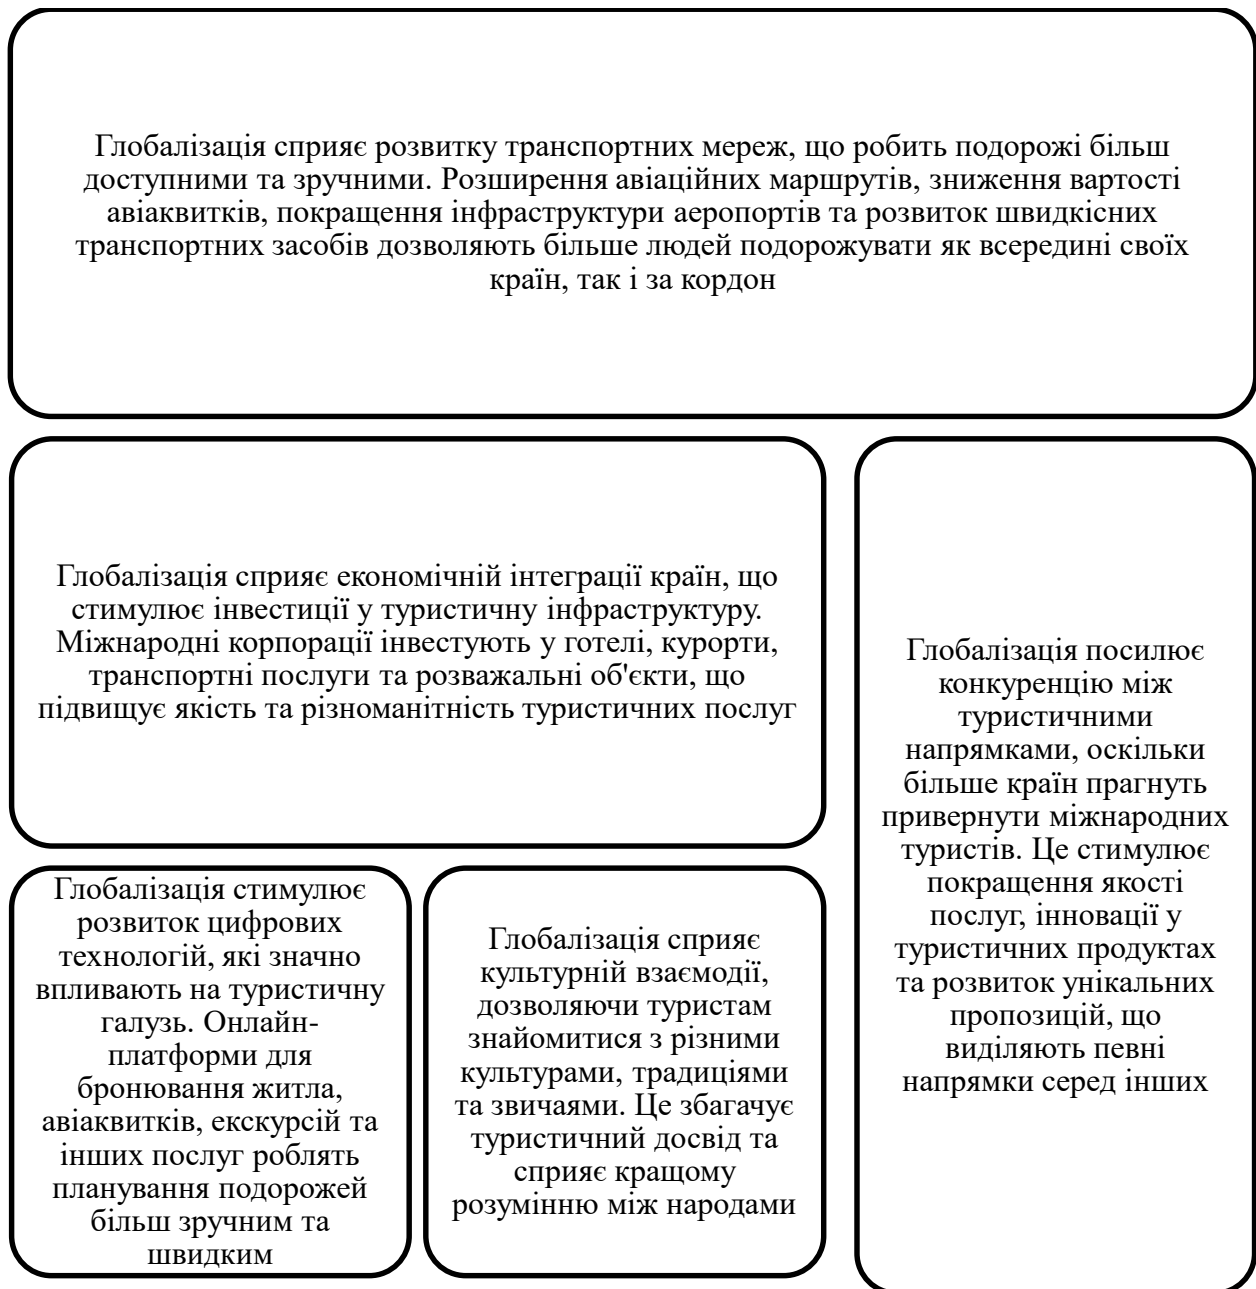 Глобалізація сприяє розвитку транспортних мереж, що робить подорожі більш
доступними та зручними. Розширення авіаційних маршрутів, зниження вартості
авіаквитків, покращення інфраструктури аеропортів та розвиток швидкісних
транспортних засобів дозволяють більше людей подорожувати як всередині своїх
країн, так і за кордон
Глобалізація сприяє економічній інтеграції країн, що
стимулює інвестиції у туристичну інфраструктуру.
Міжнародні корпорації інвестують у готелі, курорти,
транспортні послуги та розважальні об'єкти, що
підвищує якість та різноманітність туристичних послуг
Глобалізація стимулює
розвиток цифрових
технологій, які значно
впливають на туристичну
галузь. Онлайн-
платформи для
бронювання житла,
авіаквитків, екскурсій та
інших послуг роблять
планування подорожей
більш зручним та
швидким
Глобалізація сприяє
культурній взаємодії,
дозволяючи туристам
знайомитися з різними
культурами, традиціями
та звичаями. Це збагачує
туристичний досвід та
сприяє кращому
розумінню між народами
Глобалізація посилює
конкуренцію між
туристичними
напрямками, оскільки
більше країн прагнуть
привернути міжнародних
туристів. Це стимулює
покращення якості
послуг, інновації у
туристичних продуктах
та розвиток унікальних
пропозицій, що
виділяють певні
напрямки серед інших